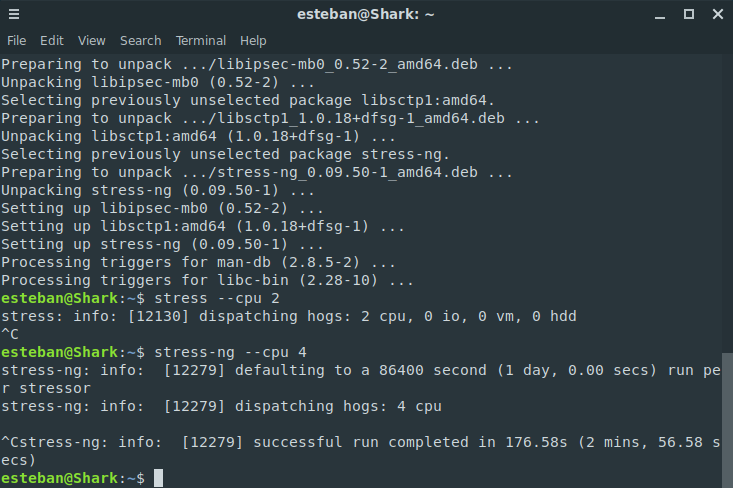 esteban@Shark: ~
File Edit View Search Terminal Help
Preparing to unpack .../libipsec-mb0_0.52-2_amd64.deb ...
Unpacking libipsec-mb0 (0.52-2) ...
Selecting previously unselected package libsctp1:amd64.
Preparing to unpack .../libsctp1_1.0.18+dfsg-1_amd64.deb ...
Unpacking libsctp1:amd64 (1.0.18+dfsg-1) ...
Selecting previously unselected package stress-ng.
Preparing to unpack .../stress-ng_0.09.50-1_amd64.deb ...
Unpacking stress-ng (0.09.50-1) ...
Setting up libipsec-mb0 (0.52-2) ...
Setting up libsctp1:amd64 (1.0.18+dfsg-1) ...
Setting up stress-ng (0.09.50-1) ...
Processing triggers for man-db (2.8.5-2) ...
Processing triggers for libc-bin (2.28-10) ...
esteban@Shark:~$ stress --cpu 2
stress: info: [12130] dispatching hogs: 2 cpu, 0 io, 0 vm, 0 hdd
^C
esteban@Shark:~$ stress-ng --cpu 4
stress-ng: info:  [12279] defaulting to a 86400 second (1 day, 0.00 secs) run pe
r stressor
stress-ng: info:  [12279] dispatching hogs: 4 cpu
^Cstress-ng: info:  [12279] successful run completed in 176.58s (2 mins, 56.58 s
ecs)
esteban@Shark:~$